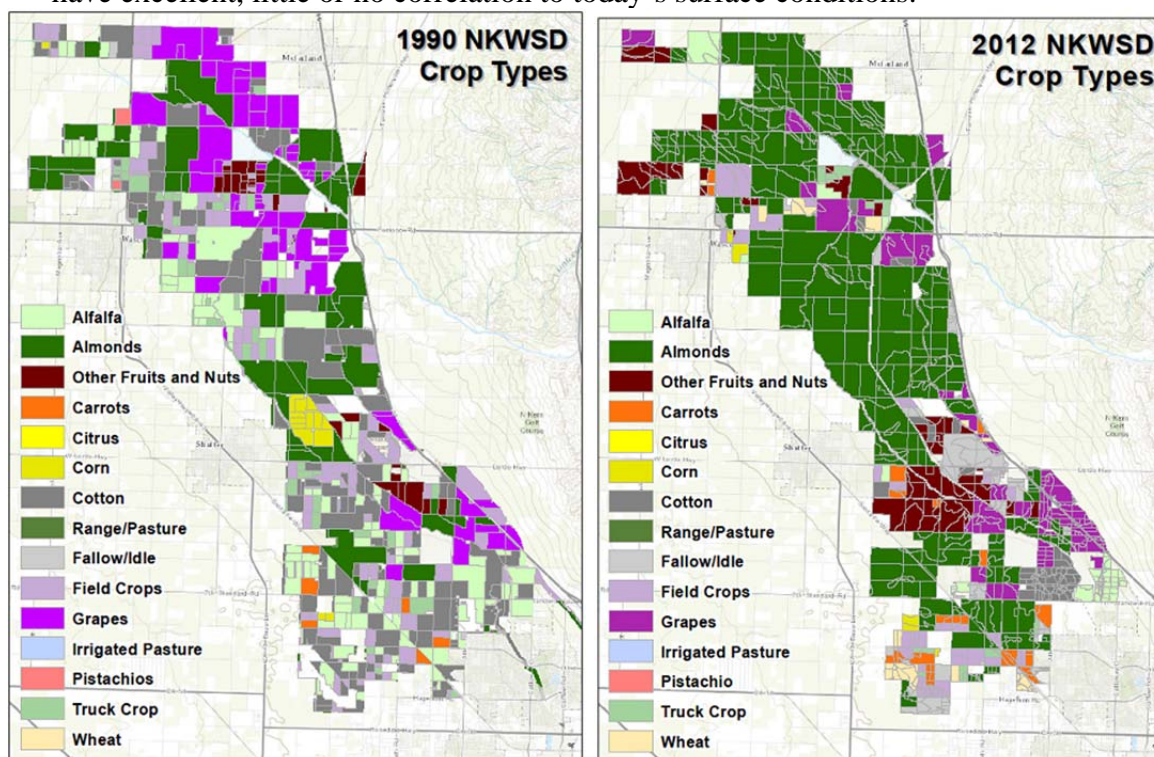 have excellent, little or no correlation to today's surface conditions.
1990 NKWSD
Crop Types
McFarland
Alfalfa
Almonds
Other Fruits and Nuts
Carrots
Citrus
Corn
Cotton
Range/Pasture
Fallow/Idle
Field Crops
Grapes
Irrigated Pasture
Pistachios
Truck Crop
Wheat
2012 NKWSD
Crop Types
McFarland
Alfalfa
Almonds
Other Fruits and Nuts
Carrots
Citrus
Corn
Cotton
Range/Pasture
Fallow/Idle
Field Crops
Grapes
Irrigated Pasture
Pistachio
Truck Crop
Wheat